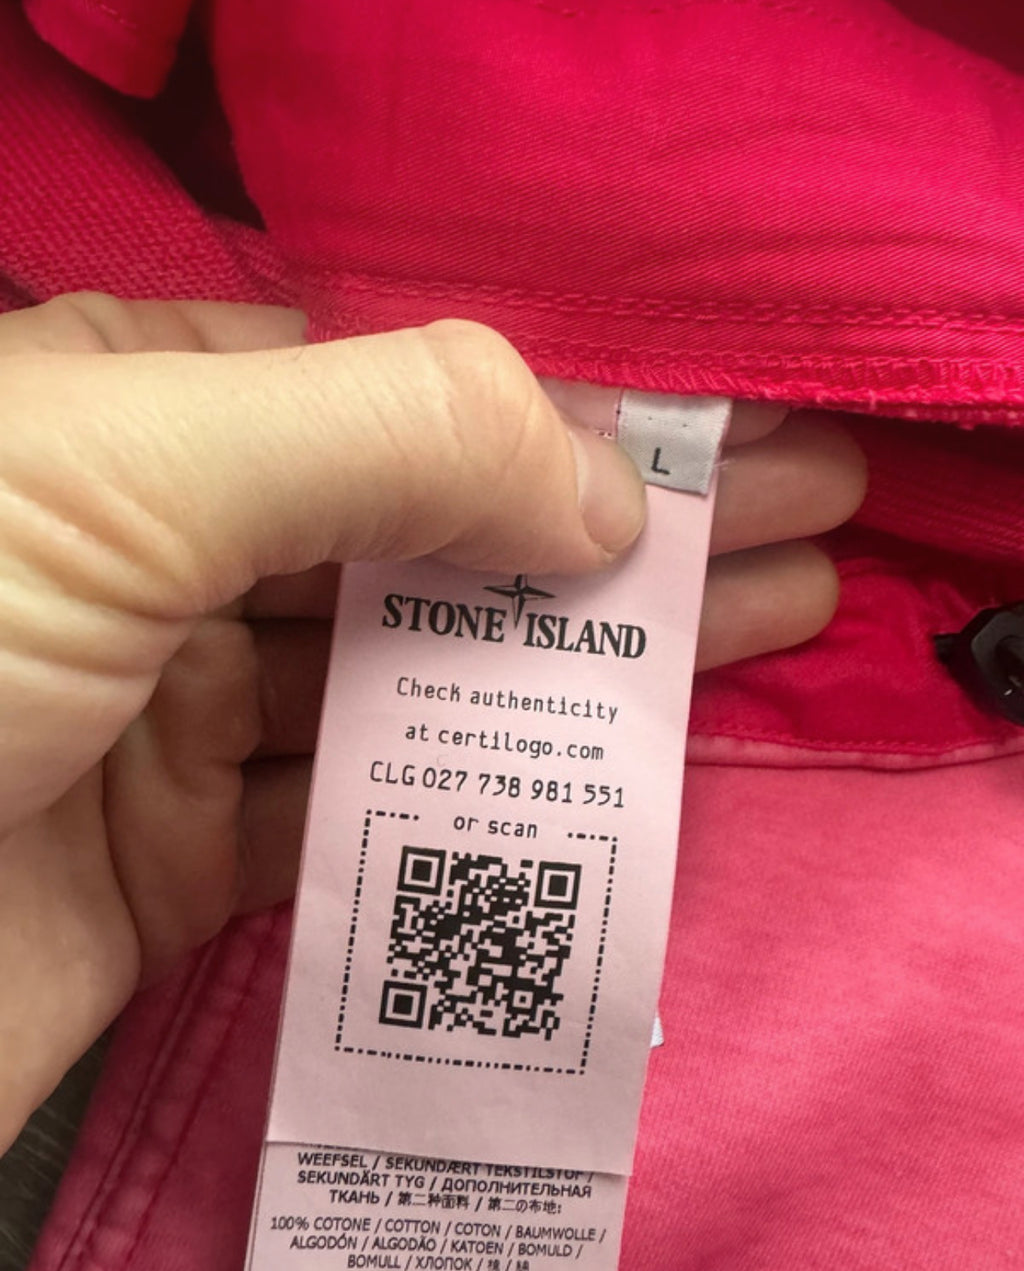 L
STONE ISLAND
Check authenticity
at certilogo.com
CLG 027 738 981 551
or scan
WEEFSEL / SEKUNDÆRT TEKSTILSTOF /
SEKUNDÄRT TYG / ДОПОЛНИТЕЛЬНАЯ
ТКАНЬ / 第二种面料 / 第二の布地:
100% COTONE / COTTON / COTON / BAUMWOLLE /
ALGODÓN / ALGODÃO / KATOEN / BOMULD /
BOMULL / ХЛОПОК / 棉 / 綿